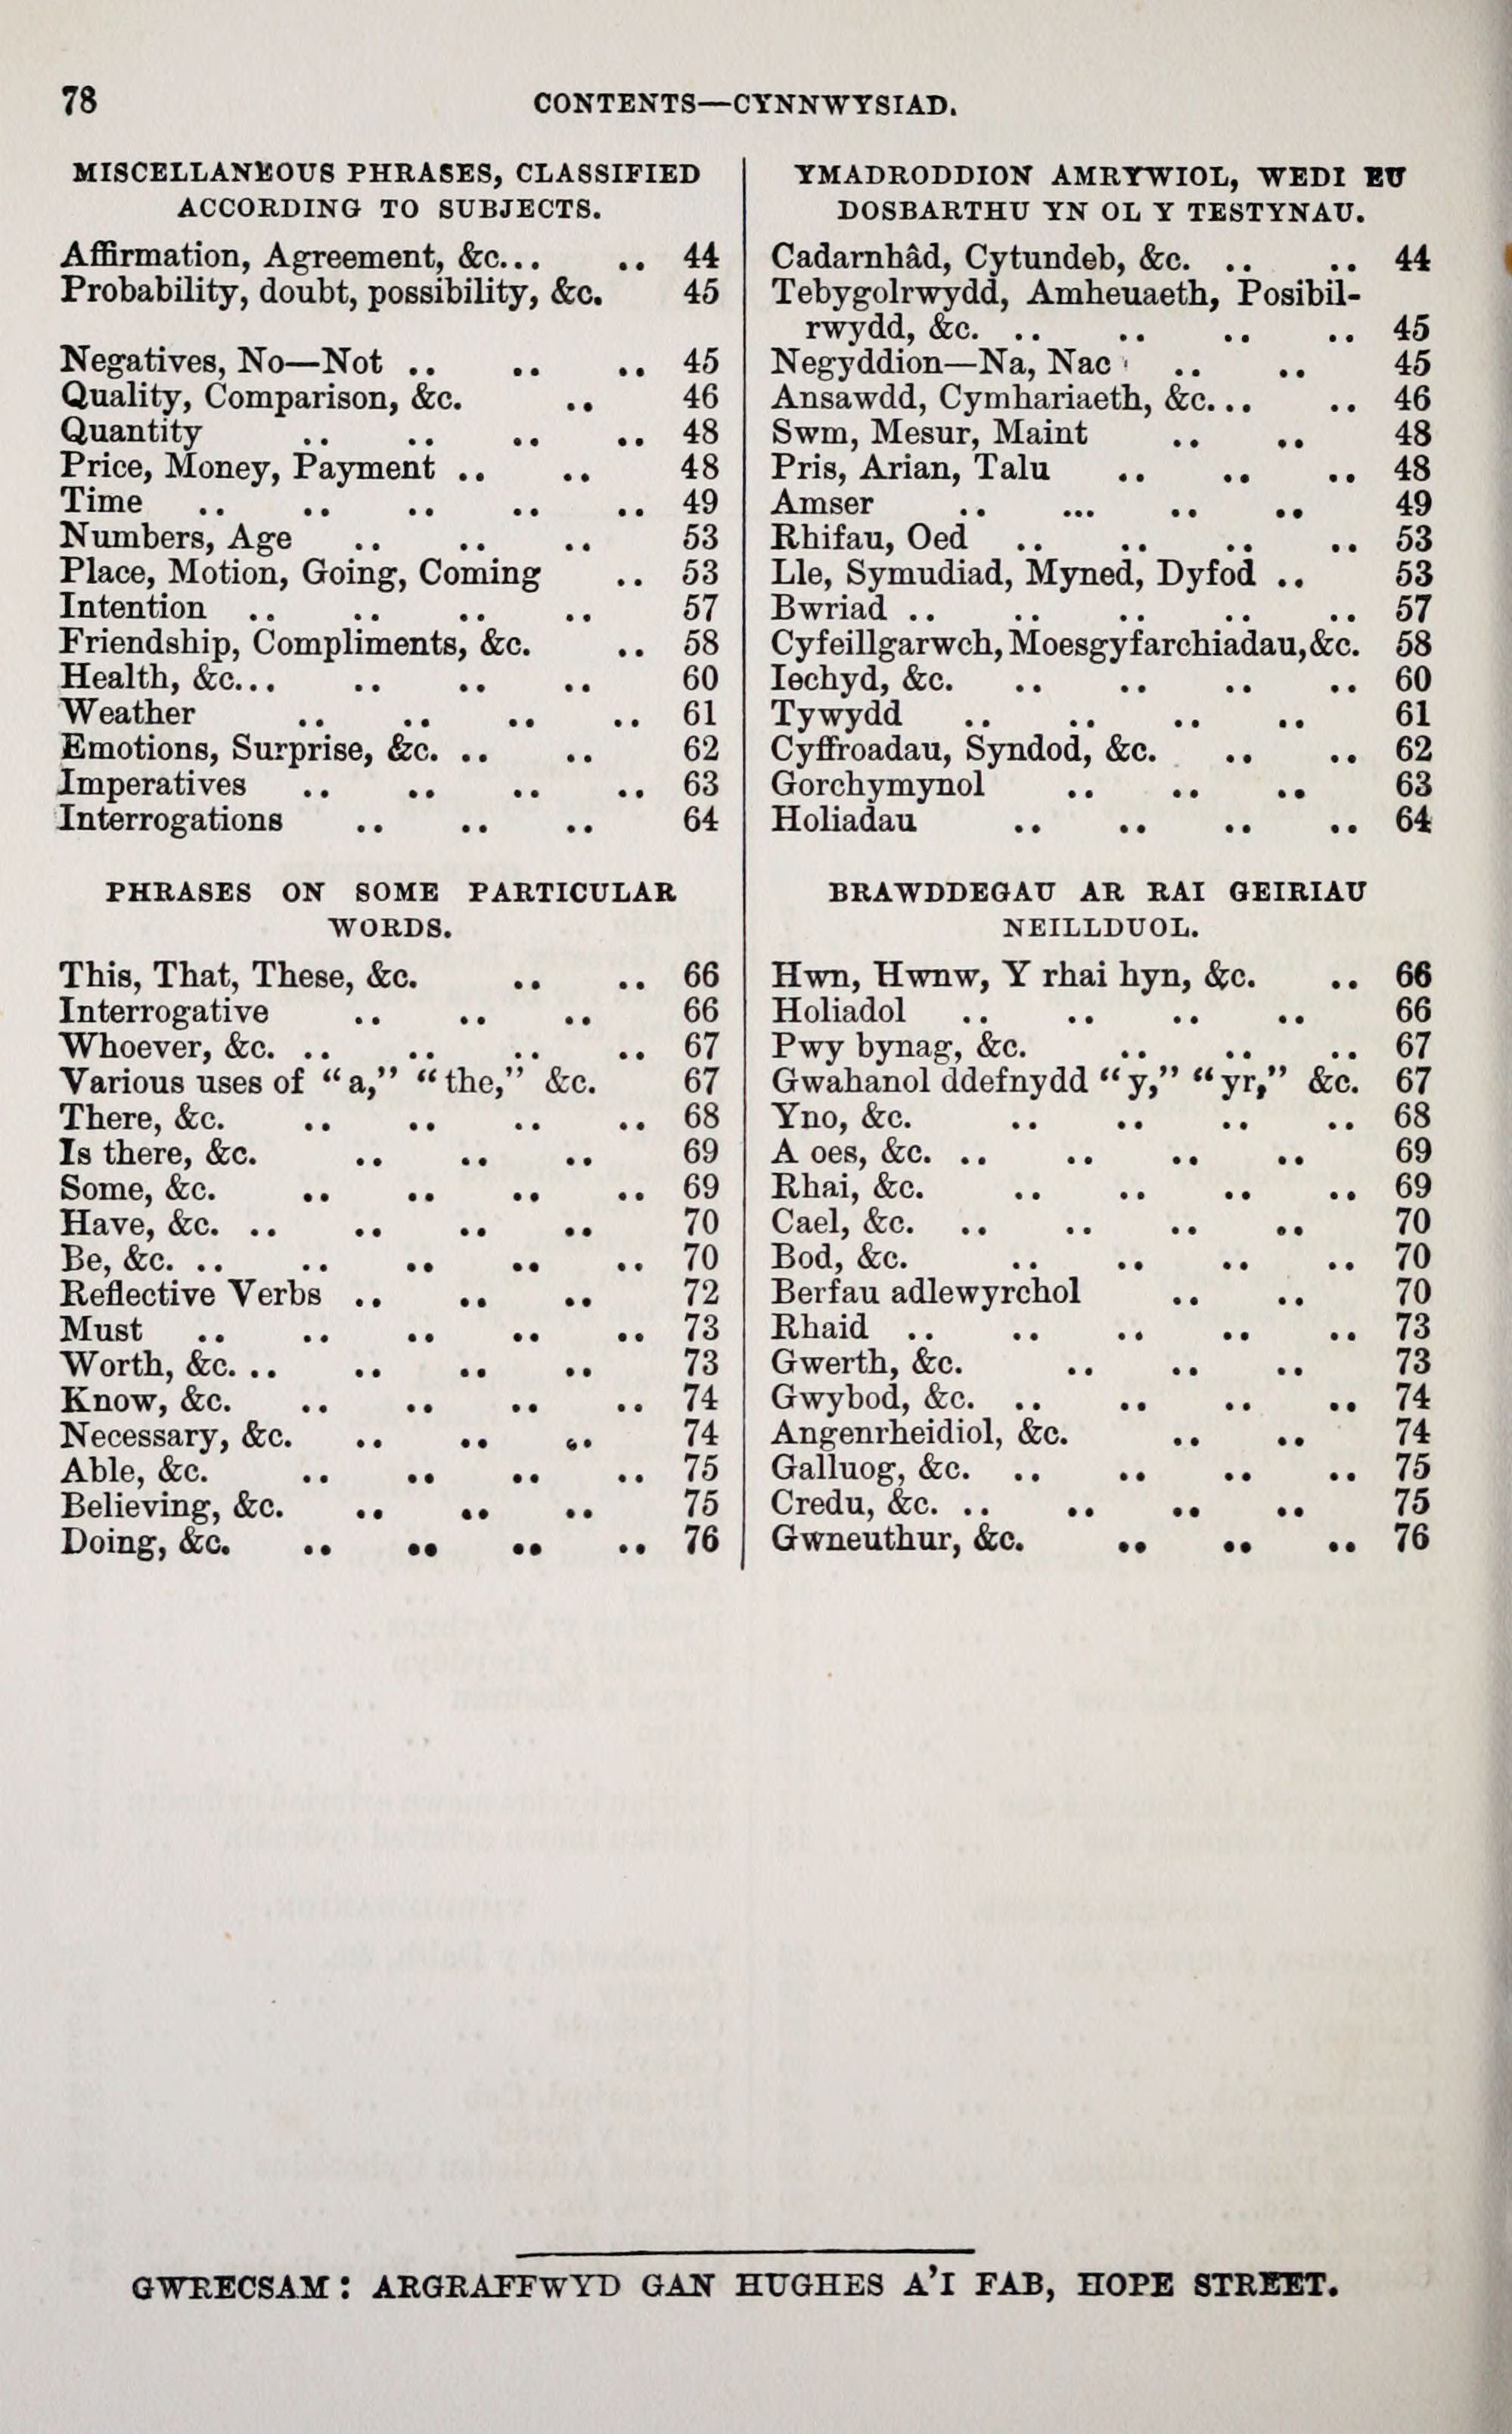 78
CONTENTS—CYNNWYSIAD.
MISCELLANEOUS PHRASES, CLASSIFIED
ACCORDING TO SUBJECTS.
Affirmation, Agreement, &c... .. 44
Probability, doubt, possibility, &c. 45
Negatives, No—Not .. .. .. 45
Quality, Comparison, &c. .. 46
Quantity .. .. .. .. 48
Price, Money, Payment .. .. 48
Time .. .. .. .. .. 49
Numbers, Age .. .. .. 53
Place, Motion, Going, Coming .. 53
Intention .. .. .. .. 57
Friendship, Compliments, &c. .. 58
Health, &c... .. .. .. 60
Weather .. .. .. .. 61
Emotions, Surprise, &c. .. .. 62
Imperatives .. .. .. .. 63
Interrogations .. .. .. 64
PHRASES ON SOME PARTICULAR
WORDS.
This, That, These, &c. .. .. 66
Interrogative .. .. .. 66
Whoever, &c. .. .. .. .. 67
Various uses of “a,” “the,” &c. 67
There, &c. .. .. .. .. 68
Is there, &c. .. .. .. 69
Some, &c. .. .. .. .. 69
Have, &c. .. .. .. .. 70
Be, &c. .. .. .. .. .. 70
Reflective Verbs .. .. .. 72
Must .. .. .. .. .. 73
Worth, &c. .. .. .. .. 73
Know, &c. .. .. .. .. 74
Necessary, &c. .. .. .. 74
Able, &c. .. .. .. .. 75
Believing, &c. .. .. .. 75
Doing, &c. .. .. .. .. 76
YMADRODDION AMRYWIOL, WEDI EU
DOSBARTHU YN OL Y TESTYNAU.
Cadarnhâd, Cytundeb, &c. .. .. 44
Tebygolrwydd, Amheuaeth, Posibil-
rwydd, &c. .. .. .. .. 45
Negyddion—Na, Nac .. .. 45
Ansawdd, Cymhariaeth, &c... .. 46
Swm, Mesur, Maint .. .. 48
Pris, Arian, Talu .. .. .. 48
Amser .. ... .. .. 49
Rhifau, Oed .. .. .. .. 53
Lle, Symudiad, Myned, Dyfod .. 53
Bwriad .. .. .. .. .. 57
Cyfeillgarwch, Moesgyfarchiadau, &c. 58
Iechyd, &c. .. .. .. .. 60
Tywydd .. .. .. .. 61
Cyffroadau, Syndod, &c. .. .. 62
Gorchymynol .. .. .. 63
Holiadau .. .. .. .. 64
BRAWDDEGAU AR RAI GEIRIAU
NEILLDUOL.
Hwn, Hwnw, Y rhai hyn, &c. .. 66
Holiadol .. .. .. .. 66
Pwy bynag, &c. .. .. .. 67
Gwahanol ddefnydd “y,” “yr,” &c. 67
Yno, &c. .. .. .. .. 68
A oes, &c. .. .. .. .. 69
Rhai, &c. .. .. .. .. 69
Cael, &c. .. .. .. .. 70
Bod, &c. .. .. .. .. 70
Berfau adlewyrchol .. .. 70
Rhaid .. .. .. .. .. 73
Gwerth, &c. .. .. .. 73
Gwybod, &c. .. .. .. .. 74
Angenrheidiol, &c. .. .. 74
Galluog, &c. .. .. .. .. 75
Credu, &c. .. .. .. .. 75
Gwneuthur, &c. .. .. .. 76
GWRECSAM: ARGRAFFWYD GAN HUGHES A’I FAB, HOPE STREET.